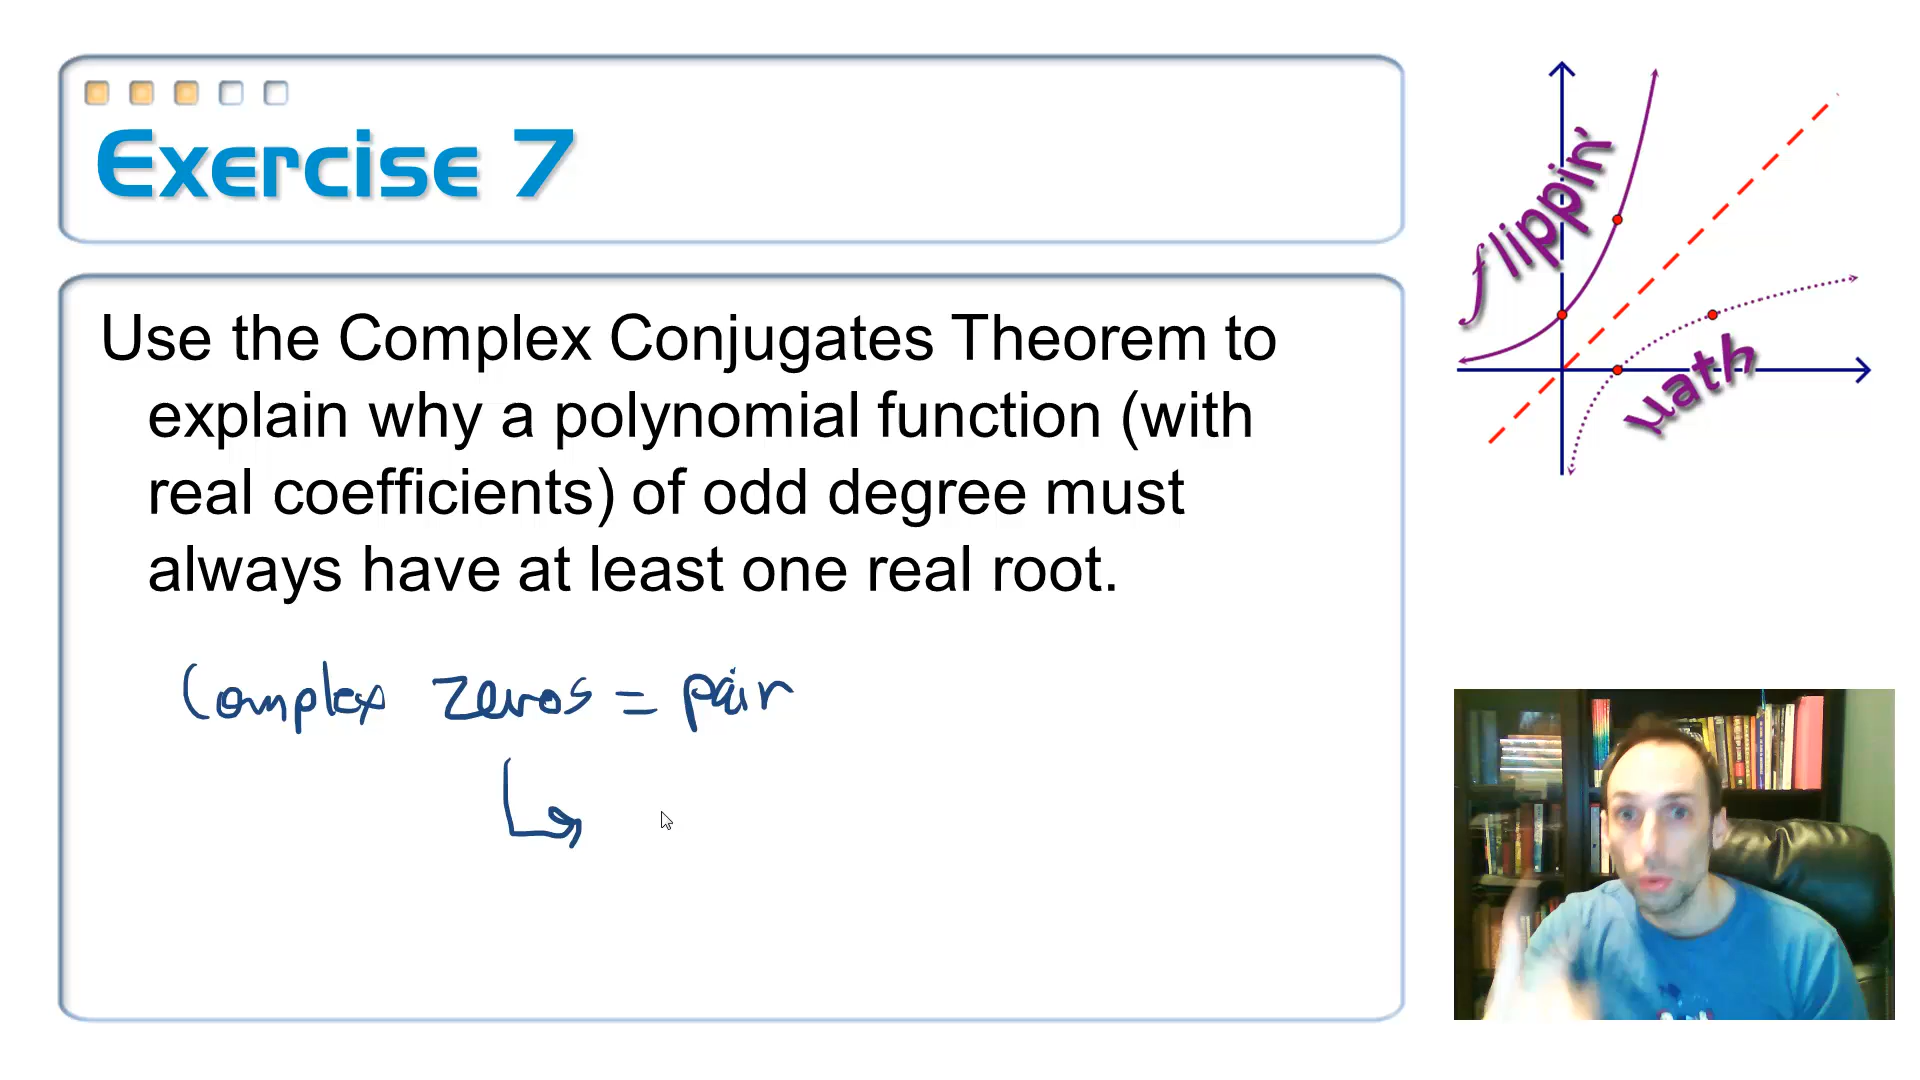 Exercise 7
Use the Complex Conjugates Theorem to
explain why a polynomial function (with
real coefficients) of odd degree must
always have at least one real root.
Complex zeros = pair
flippin'
math